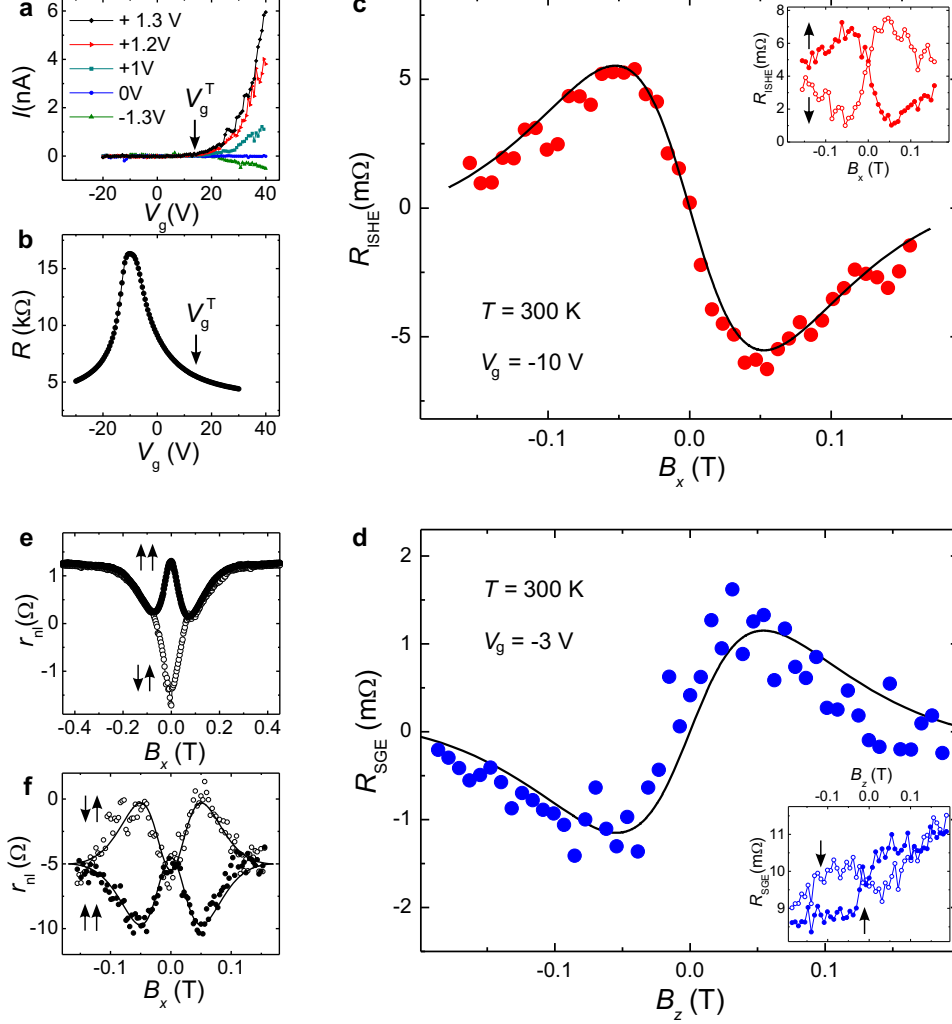 a
+ 1.3 V
+1.2V
+1V
0V
-1.3V
V_g^T
I(nA)
6
4
2
0
-20 0 20 40
V_g (V)
b
V_g^T
R (kΩ)
15
10
5
-20 0 20 40
V_g (V)
c
R_ISHE (mΩ)
5
0
-5
T = 300 K
V_g = -10 V
-0.1 0.0 0.1
B_x (T)
R_ISHE (mΩ)
8
6
4
2
0
-0.1 0.0 0.1
B_x (T)
e
↑↑
↓↑
r_nl (Ω)
1
0
-1
-0.4 -0.2 0.0 0.2 0.4
B_x (T)
f
↓↑
↑↑
r_nl (Ω)
0
-5
-10
-0.1 0.0 0.1
B_x (T)
d
R_SGE (mΩ)
2
1
0
-1
-2
T = 300 K
V_g = -3 V
-0.1 0.0 0.1
B_z (T)
B_z (T)
-0.1 0.0 0.1
R_SGE (mΩ)
11
10
9